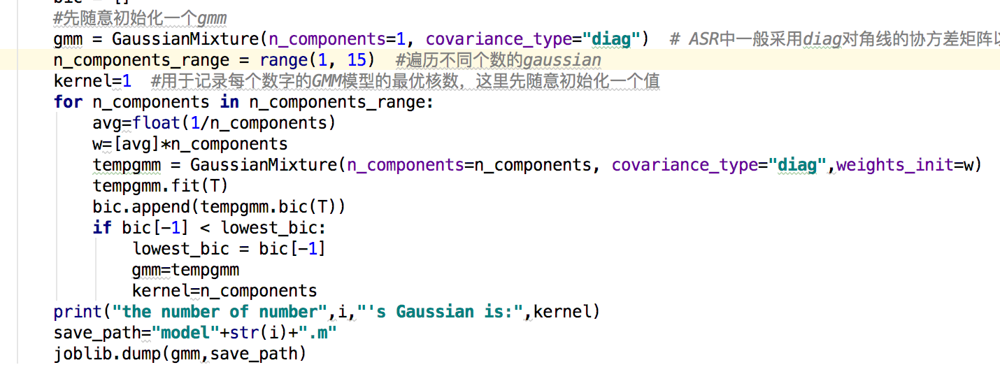 bic = []
#先随意初始化一个gmm
gmm = GaussianMixture(n_components=1, covariance_type="diag")  # ASR中一般采用diag对角线的协方差矩阵以
n_components_range = range(1, 15)  #遍历不同个数的gaussian
kernel=1  #用于记录每个数字的GMM模型的最优核数，这里先随意初始化一个值
for n_components in n_components_range:
avg=float(1/n_components)
w=[avg]*n_components
tempgmm = GaussianMixture(n_components=n_components, covariance_type="diag",weights_init=w)
tempgmm.fit(T)
bic.append(tempgmm.bic(T))
if bic[-1] < lowest_bic:
lowest_bic = bic[-1]
gmm=tempgmm
kernel=n_components
print("the number of number",i,"'s Gaussian is:",kernel)
save_path="model"+str(i)+".m"
joblib.dump(gmm,save_path)